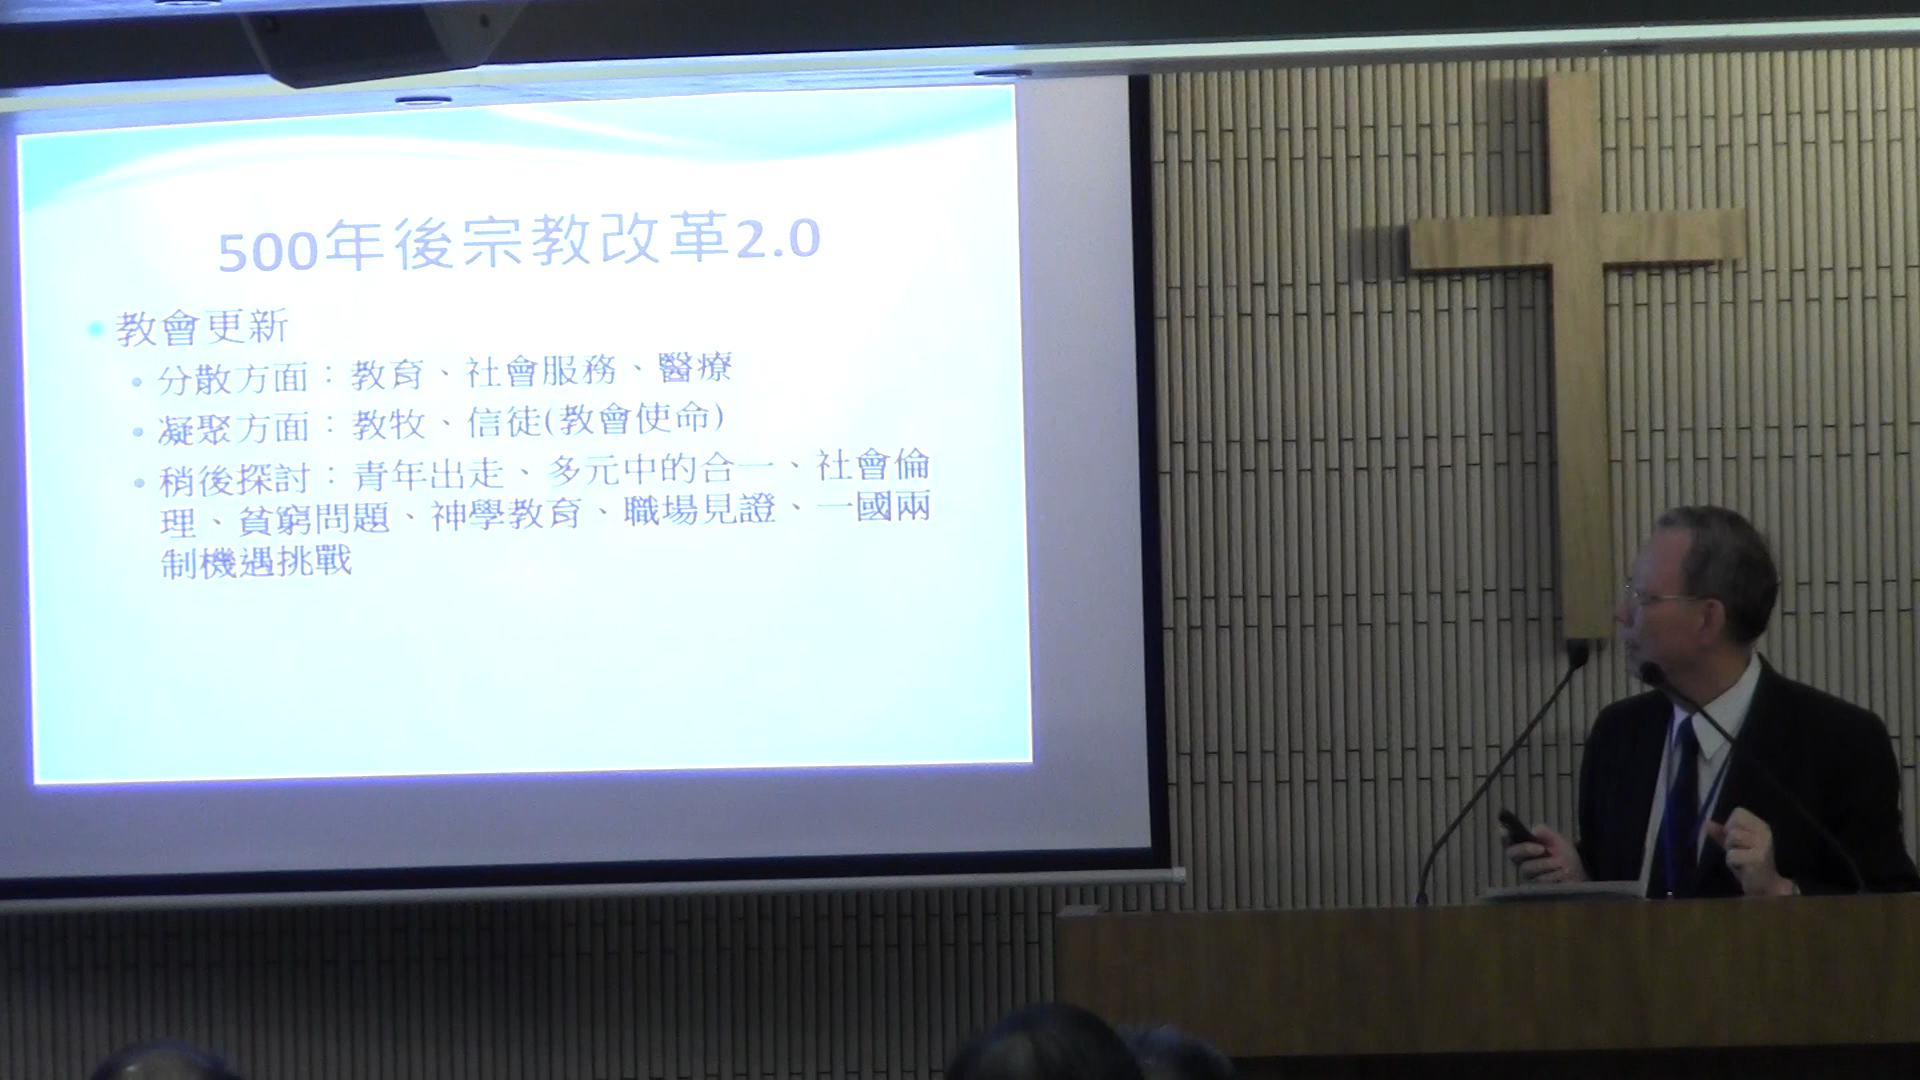 500年後宗教改革2.0
教會更新
分散方面：教育、社會服務、醫療
凝聚方面：教牧、信徒(教會使命)
稍後探討：青年出走、多元中的合一、社會倫
理、貧窮問題、神學教育、職場見證、一國兩
制機遇挑戰